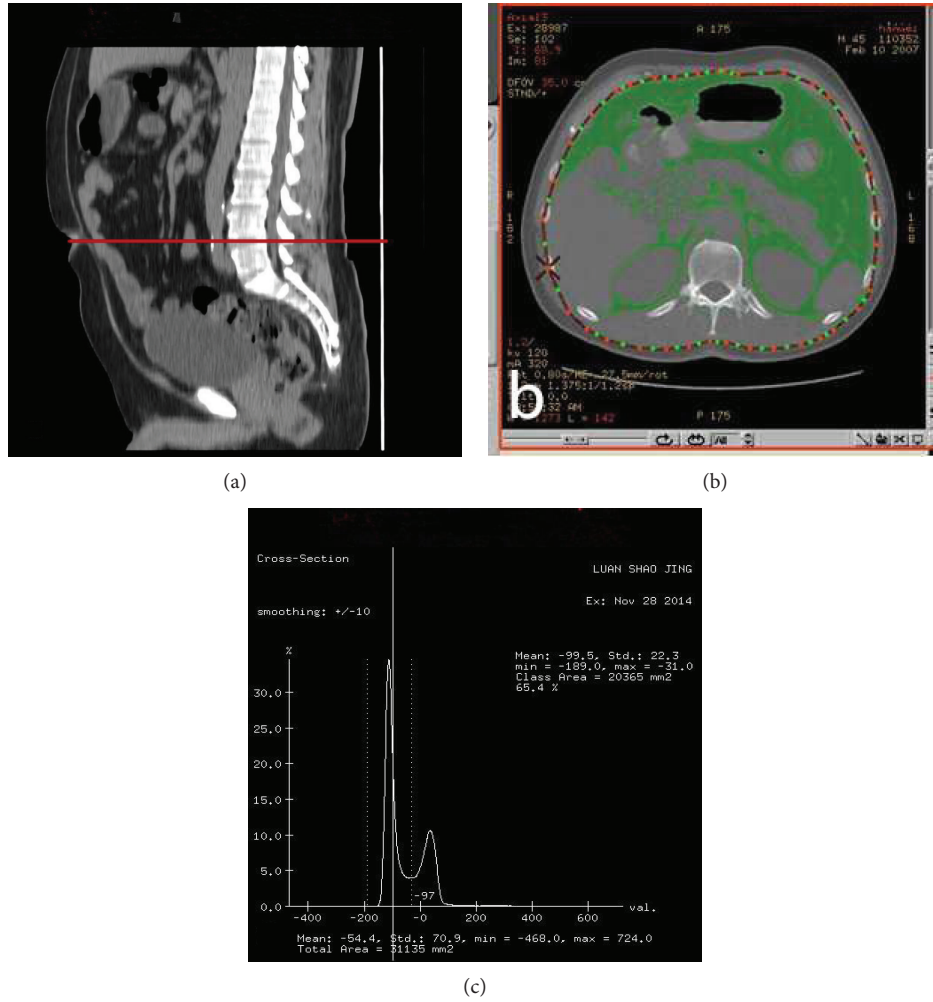 (a)
Axial
Ex: 28987
Se: 102
Im: 81
DFOV 35.0 cm
STND/+
A 175
M 45 110352
Feb 10 2007
R
L
kv 120
mA 320
P 175
b
All
(b)
Cross-Section
LUAN SHAO JING
Ex: Nov 28 2014
smoothing: +/-10
Mean: -99.5, Std.: 22.3
min = -189.0, max = -31.0
Class Area = 20365 mm2
65.4 %
%
30.0
25.0
20.0
15.0
10.0
5.0
0.0
-97
-400 -200 -0 200 400 600 val.
Mean: -54.4, Std.: 70.9, min = -468.0, max = 724.0
Total Area = 31135 mm2
(c)